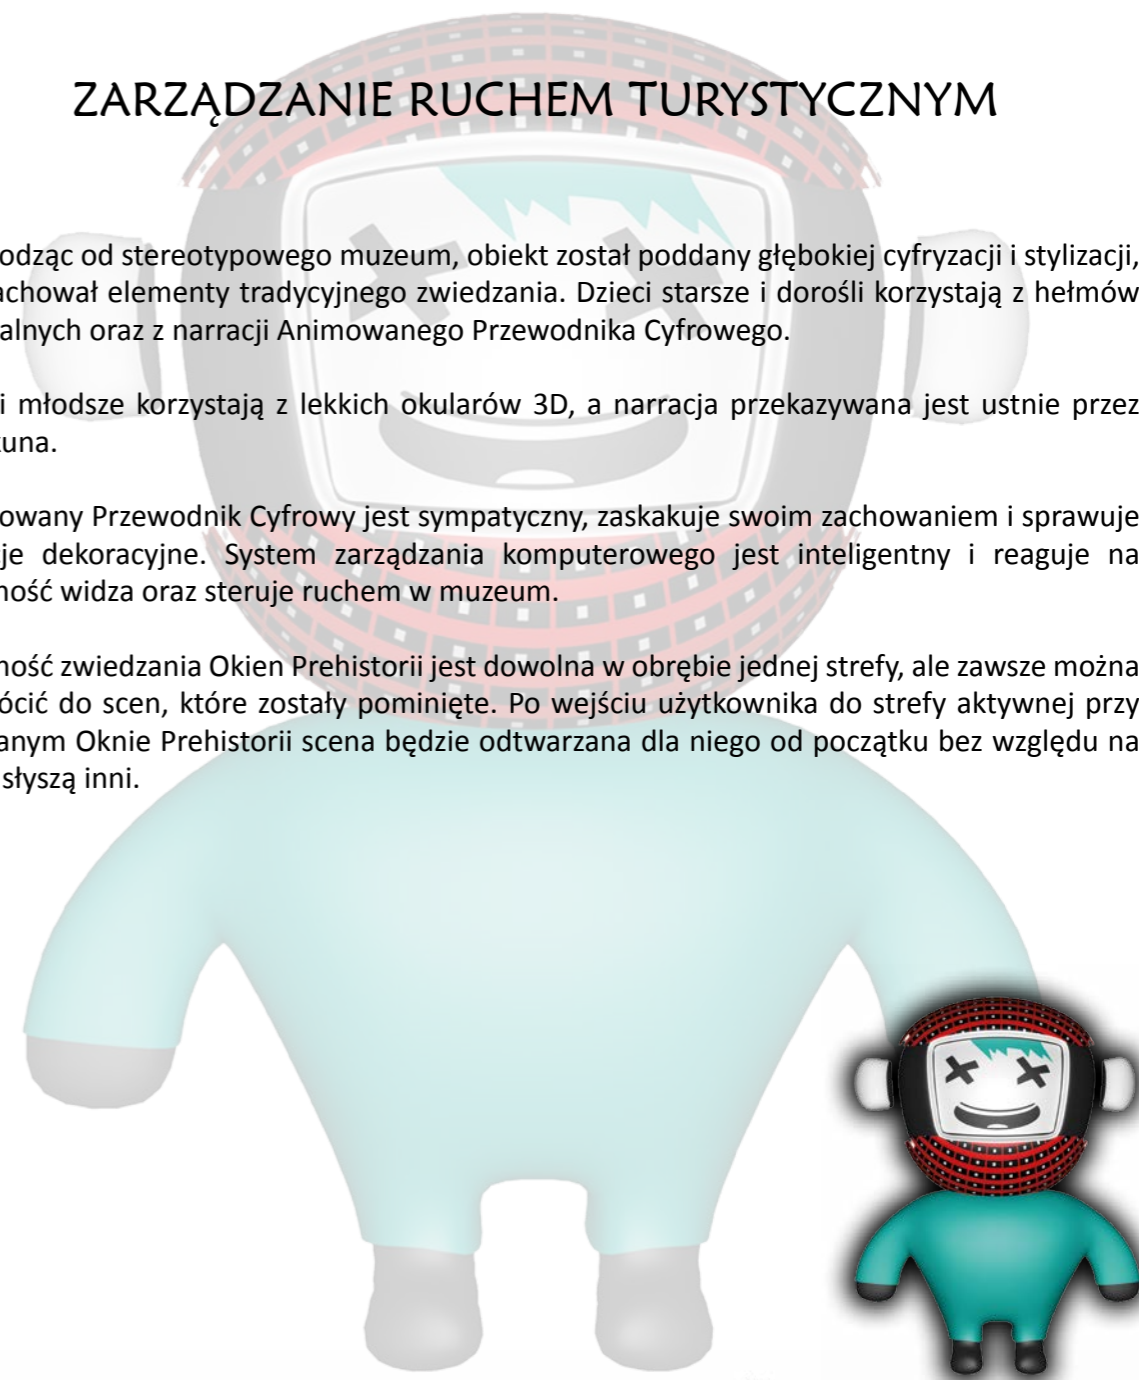 ZARZĄDZANIE RUCHEM TURYSTYCZNYM
odząc od stereotypowego muzeum, obiekt został poddany głębokiej cyfryzacji i stylizacji,
achował elementy tradycyjnego zwiedzania. Dzieci starsze i dorośli korzystają z hełmów
alnych oraz z narracji Animowanego Przewodnika Cyfrowego.
i młodsze korzystają z lekkich okularów 3D, a narracja przekazywana jest ustnie przez
una.
owany Przewodnik Cyfrowy jest sympatyczny, zaskakuje swoim zachowaniem i sprawuje
je dekoracyjne. System zarządzania komputerowego jest inteligentny i reaguje na
ność widza oraz steruje ruchem w muzeum.
ność zwiedzania Okien Prehistorii jest dowolna w obrębie jednej strefy, ale zawsze można
ócić do scen, które zostały pominięte. Po wejściu użytkownika do strefy aktywnej przy
anym Oknie Prehistorii scena będzie odtwarzana dla niego od początku bez względu na
słyszą inni.